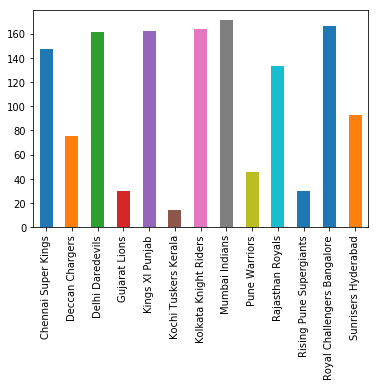 160
140
120
100
80
60
40
20
0
Chennai Super Kings
Deccan Chargers
Delhi Daredevils
Gujarat Lions
Kings XI Punjab
Kochi Tuskers Kerala
Kolkata Knight Riders
Mumbai Indians
Pune Warriors
Rajasthan Royals
Rising Pune Supergiants
Royal Challengers Bangalore
Sunrisers Hyderabad